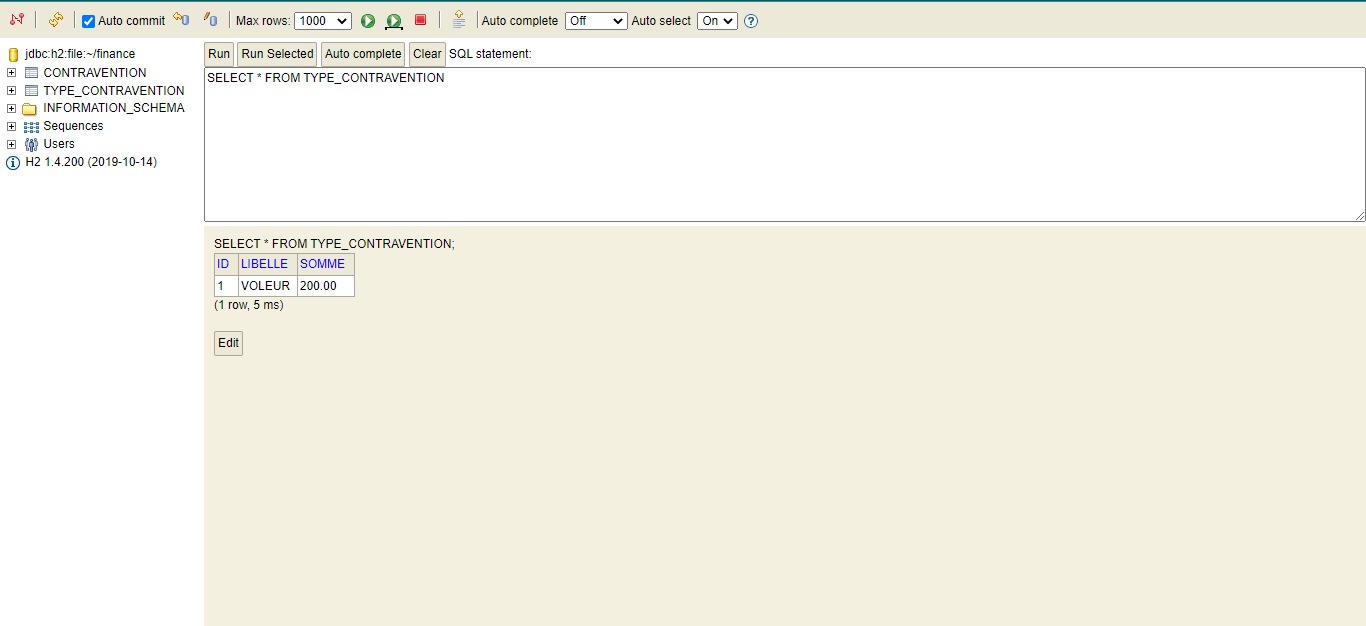 Auto commit Max rows: 1000 Auto complete Off Auto select On ?
jdbc:h2:file:~/finance
CONTRAVENTION
TYPE_CONTRAVENTION
INFORMATION_SCHEMA
Sequences
Users
H2 1.4.200 (2019-10-14)
Run Run Selected Auto complete Clear SQL statement:
SELECT * FROM TYPE_CONTRAVENTION
SELECT * FROM TYPE_CONTRAVENTION;
ID LIBELLE SOMME
1 VOLEUR 200.00
(1 row, 5 ms)
Edit